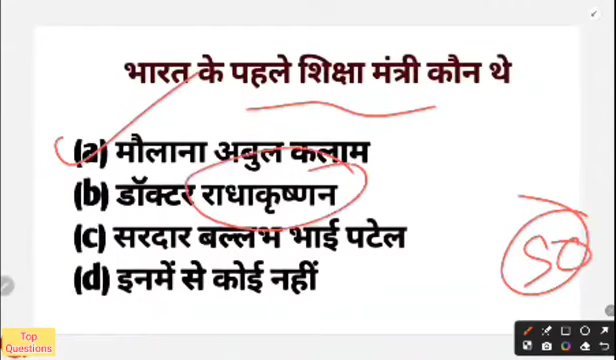 भारत के पहले शिक्षा मंत्री कौन थे
(a) मौलाना अबुल कलाम
(b) डॉक्टर राधाकृष्णन
(c) सरदार बल्लभ भाई पटेल
(d) इनमें से कोई नहीं
50
Top
Questions